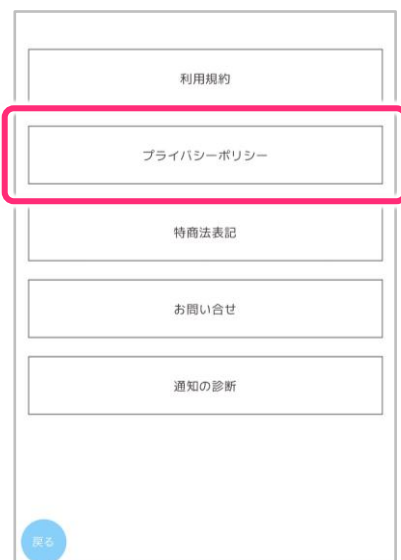 利用規約
プライバシーポリシー
特商法表記
お問い合せ
通知の診断
戻る